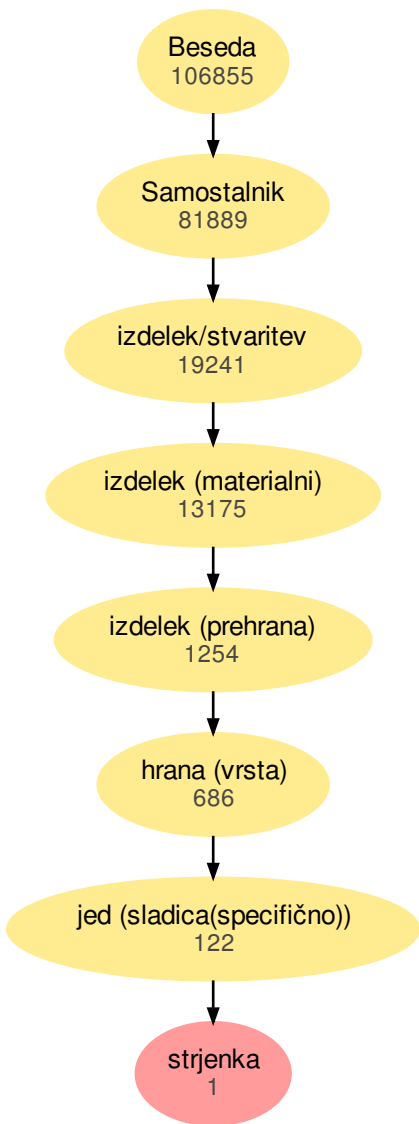 Beseda
106855
Samostalnik
81889
izdelek/stvaritev
19241
izdelek (materialni)
13175
izdelek (prehrana)
1254
hrana (vrsta)
686
jed (sladica(specifično))
122
strjenka
1